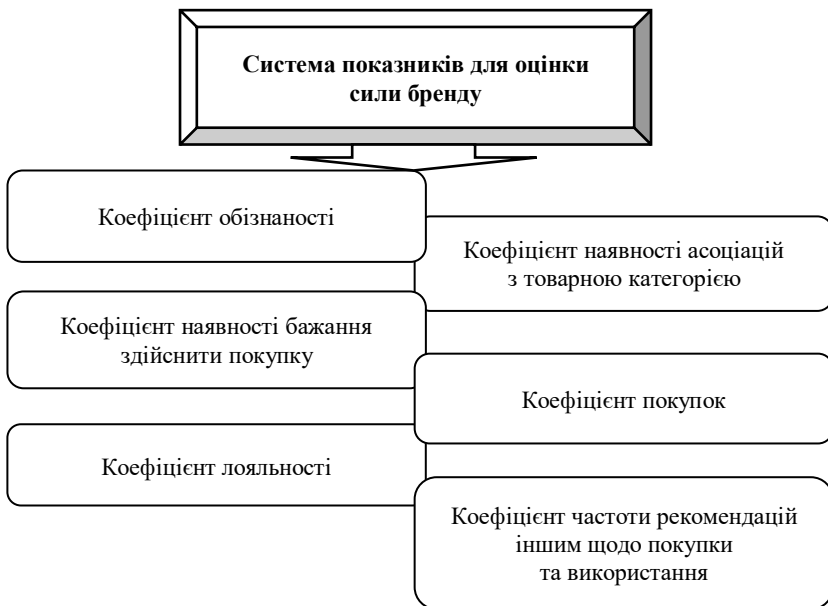 Система показників для оцінки
сили бренду
Коефіцієнт обізнаності
Коефіцієнт наявності асоціацій
з товарною категорією
Коефіцієнт наявності бажання
здійснити покупку
Коефіцієнт покупок
Коефіцієнт лояльності
Коефіцієнт частоти рекомендацій
іншим щодо покупки
та використання